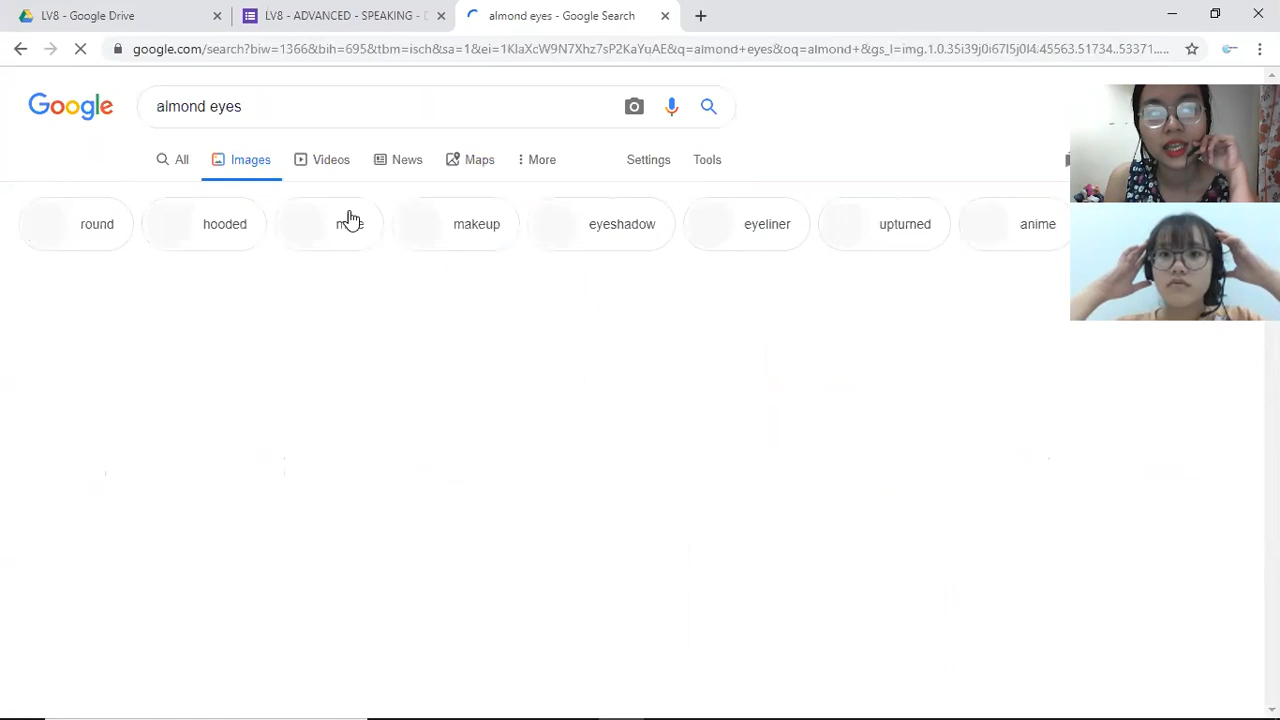 LV8 - Google Drive
LV8 - ADVANCED - SPEAKING - D
almond eyes - Google Search
google.com/search?biw=1366&bih=695&tbm=isch&sa=1&ei=1KlaXcW9N7Xhz7sP2KaYuAE&q=almond+eyes&oq=almond+&gs_l=img.1.0.35i39j0i67l5j0l4.45563.51734..53371....
Google
almond eyes
All
Images
Videos
News
Maps
More
Settings
Tools
round
hooded
makeup
eyeshadow
eyeliner
upturned
anime